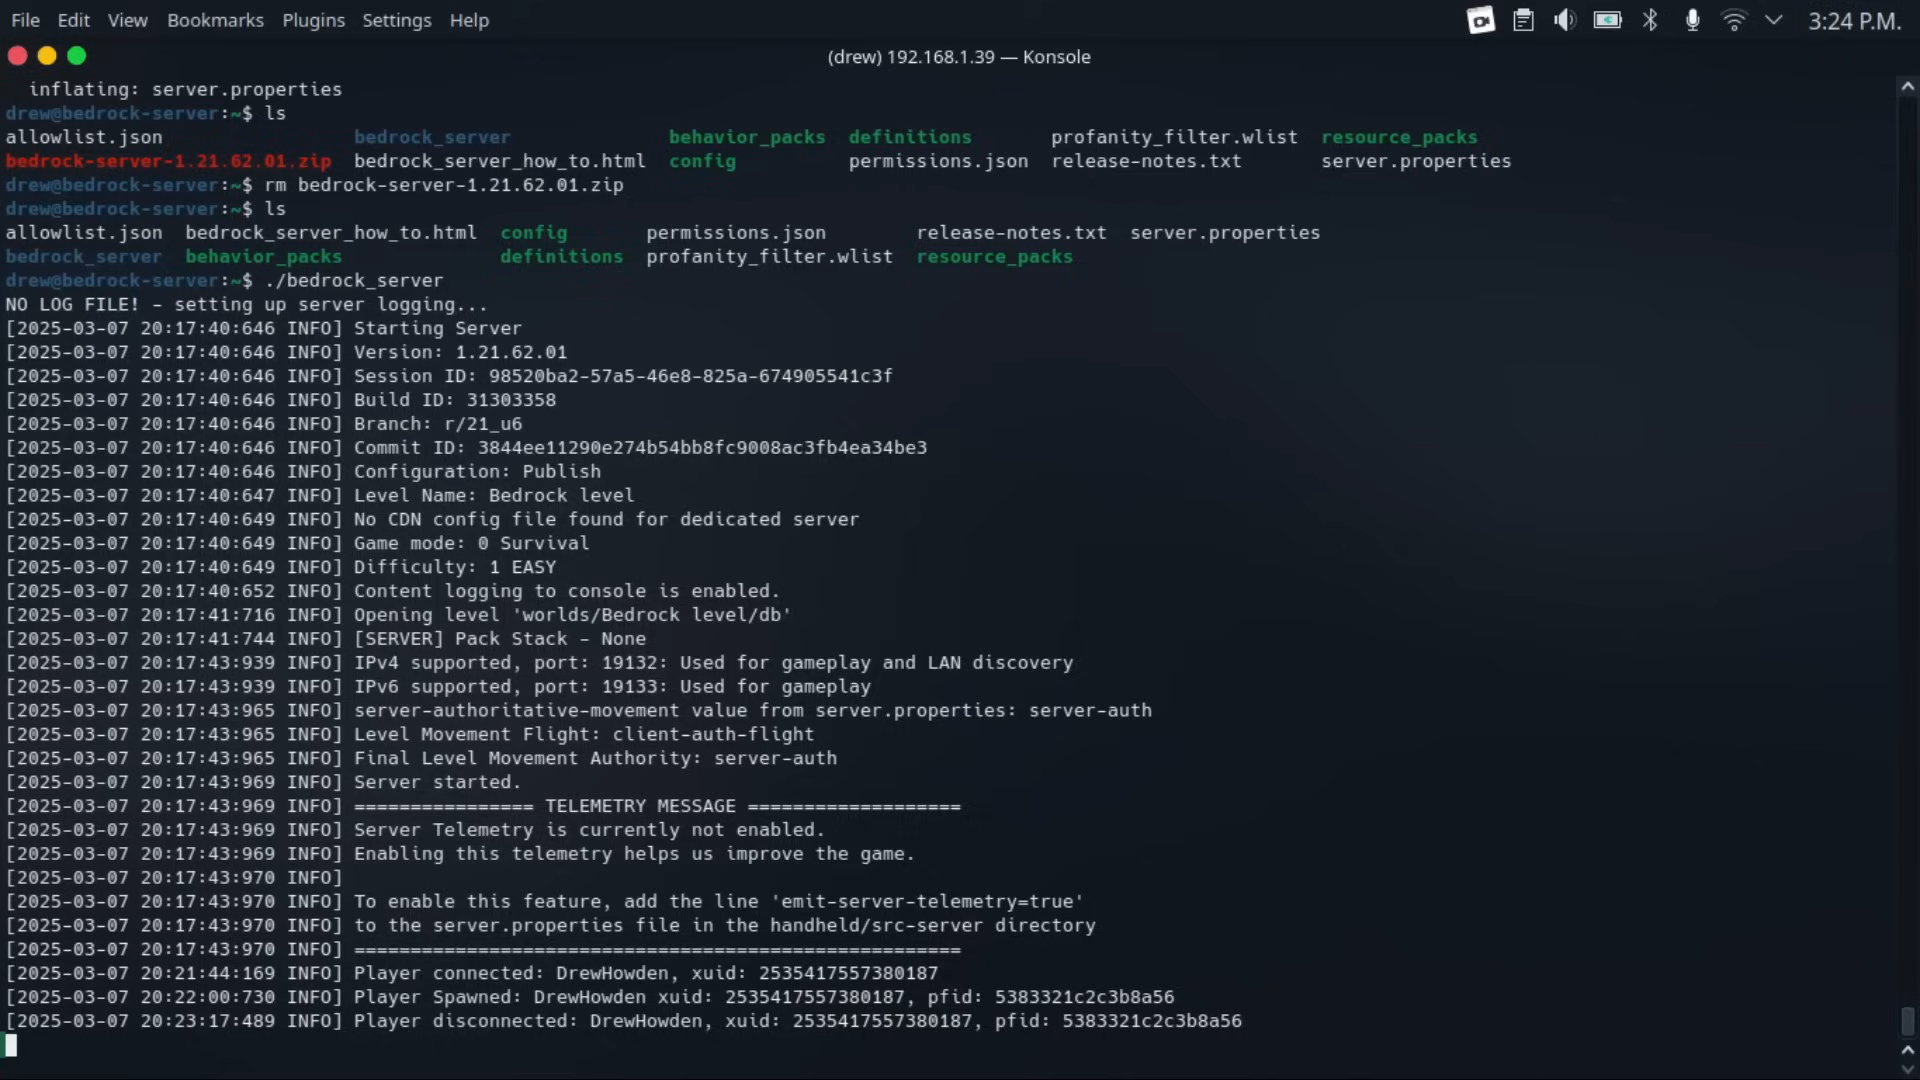 File Edit View Bookmarks Plugins Settings Help 3:24 P.M.
(drew) 192.168.1.39 — Konsole
inflating: server.properties
drew@bedrock-server:~$ ls
allowlist.json bedrock_server behavior_packs definitions profanity_filter.wlist resource_packs
bedrock-server-1.21.62.01.zip bedrock_server_how_to.html config permissions.json release-notes.txt server.properties
drew@bedrock-server:~$ rm bedrock-server-1.21.62.01.zip
drew@bedrock-server:~$ ls
allowlist.json bedrock_server_how_to.html config permissions.json release-notes.txt server.properties
bedrock_server behavior_packs definitions profanity_filter.wlist resource_packs
drew@bedrock-server:~$ ./bedrock_server
NO LOG FILE! - setting up server logging...
[2025-03-07 20:17:40:646 INFO] Starting Server
[2025-03-07 20:17:40:646 INFO] Version: 1.21.62.01
[2025-03-07 20:17:40:646 INFO] Session ID: 98520ba2-57a5-46e8-825a-674905541c3f
[2025-03-07 20:17:40:646 INFO] Build ID: 31303358
[2025-03-07 20:17:40:646 INFO] Branch: r/21_u6
[2025-03-07 20:17:40:646 INFO] Commit ID: 3844ee11290e274b54bb8fc9008ac3fb4ea34be3
[2025-03-07 20:17:40:646 INFO] Configuration: Publish
[2025-03-07 20:17:40:647 INFO] Level Name: Bedrock level
[2025-03-07 20:17:40:649 INFO] No CDN config file found for dedicated server
[2025-03-07 20:17:40:649 INFO] Game mode: 0 Survival
[2025-03-07 20:17:40:649 INFO] Difficulty: 1 EASY
[2025-03-07 20:17:40:652 INFO] Content logging to console is enabled.
[2025-03-07 20:17:41:716 INFO] Opening level 'worlds/Bedrock level/db'
[2025-03-07 20:17:41:744 INFO] [SERVER] Pack Stack - None
[2025-03-07 20:17:43:939 INFO] IPv4 supported, port: 19132: Used for gameplay and LAN discovery
[2025-03-07 20:17:43:939 INFO] IPv6 supported, port: 19133: Used for gameplay
[2025-03-07 20:17:43:965 INFO] server-authoritative-movement value from server.properties: server-auth
[2025-03-07 20:17:43:965 INFO] Level Movement Flight: client-auth-flight
[2025-03-07 20:17:43:965 INFO] Final Level Movement Authority: server-auth
[2025-03-07 20:17:43:969 INFO] Server started.
[2025-03-07 20:17:43:969 INFO] ================ TELEMETRY MESSAGE ===================
[2025-03-07 20:17:43:969 INFO] Server Telemetry is currently not enabled.
[2025-03-07 20:17:43:969 INFO] Enabling this telemetry helps us improve the game.
[2025-03-07 20:17:43:970 INFO]
[2025-03-07 20:17:43:970 INFO] To enable this feature, add the line 'emit-server-telemetry=true'
[2025-03-07 20:17:43:970 INFO] to the server.properties file in the handheld/src-server directory
[2025-03-07 20:17:43:970 INFO] ======================================================
[2025-03-07 20:21:44:169 INFO] Player connected: DrewHowden, xuid: 2535417557380187
[2025-03-07 20:22:00:730 INFO] Player Spawned: DrewHowden xuid: 2535417557380187, pfid: 5383321c2c3b8a56
[2025-03-07 20:23:17:489 INFO] Player disconnected: DrewHowden, xuid: 2535417557380187, pfid: 5383321c2c3b8a56